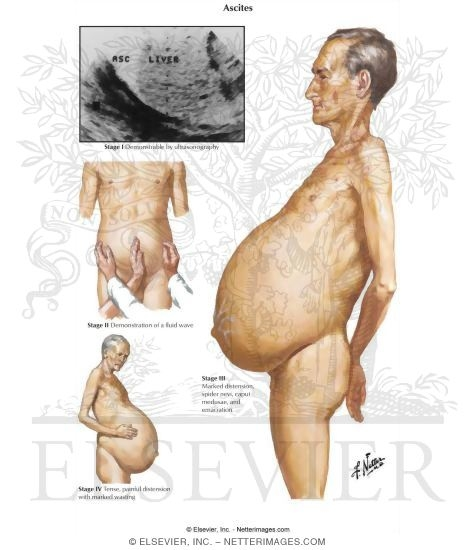 Ascites
ASC LIVER
Stage I Demonstrable by ultrasonography
Stage II Demonstration of a fluid wave
Stage III
Marked distension,
spider nevi, caput
medusae, and
emaciation
Stage IV Tense, painful distension
with marked wasting
F. Netter
ELSEVIER
© Elsevier, Inc. - Netterimages.com
© ELSEVIER, INC. – NETTERIMAGES.COM